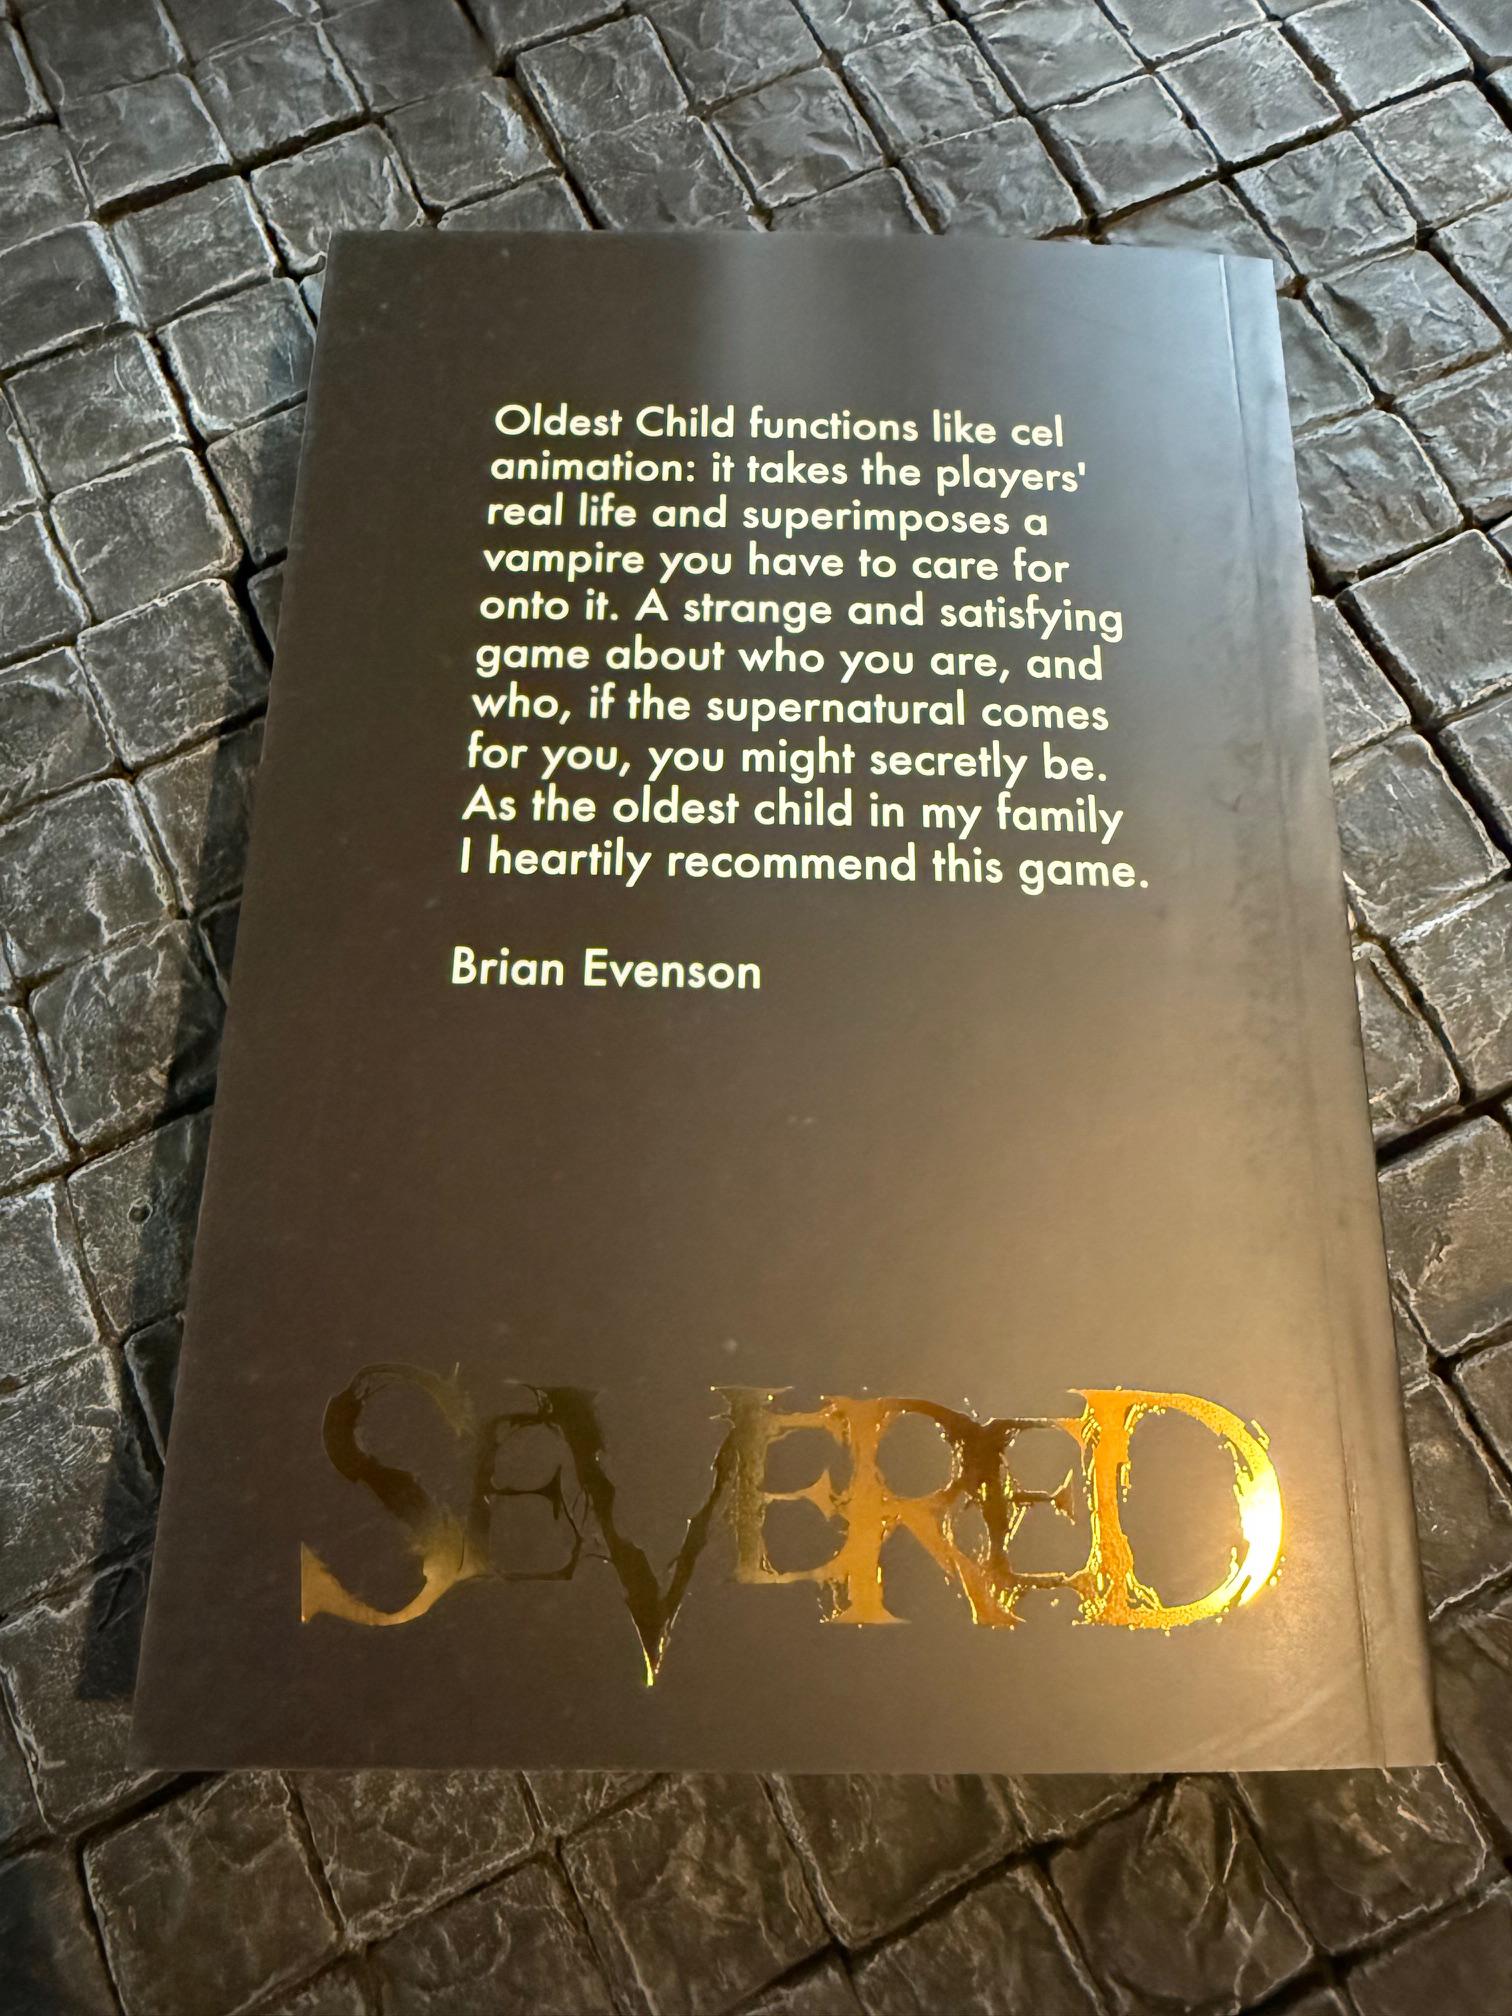 Oldest Child functions like cel
animation: it takes the players'
real life and superimposes a
vampire you have to care for
onto it. A strange and satisfying
game about who you are, and
who, if the supernatural comes
for you, you might secretly be.
As the oldest child in my family
I heartily recommend this game.
Brian Evenson
SEVERED